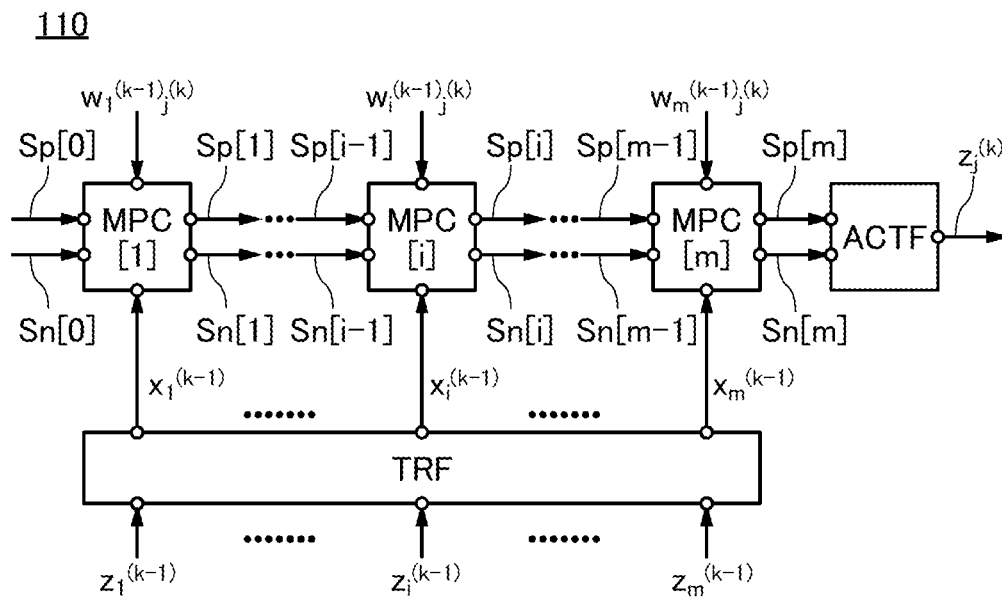 110
w₁⁽ᵏ⁻¹⁾ⱼ⁽ᵏ⁾ wᵢ⁽ᵏ⁻¹⁾ⱼ⁽ᵏ⁾ wₘ⁽ᵏ⁻¹⁾ⱼ⁽ᵏ⁾
Sp[0] Sp[1] Sp[i-1] Sp[i] Sp[m-1] Sp[m] zⱼ⁽ᵏ⁾
MPC MPC MPC ACTF
[1] [i] [m]
Sn[0] Sn[1] Sn[i-1] Sn[i] Sn[m-1] Sn[m]
x₁⁽ᵏ⁻¹⁾ xᵢ⁽ᵏ⁻¹⁾ xₘ⁽ᵏ⁻¹⁾
TRF
z₁⁽ᵏ⁻¹⁾ zᵢ⁽ᵏ⁻¹⁾ zₘ⁽ᵏ⁻¹⁾